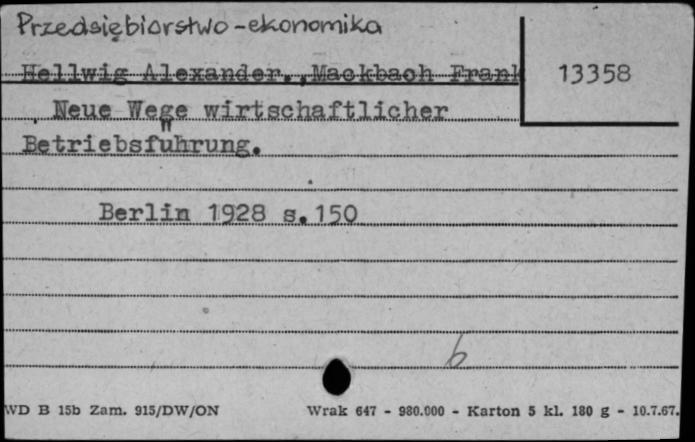 Przedsiębiorstwo-ekonomika
Hellwig Alexander., Mackbach Frank
13358
Neue Wege wirtschaftlicher
Betriebsführung.
Berlin 1928 s. 150
b
WD B 15b Zam. 915/DW/ON Wrak 647 - 980.000 - Karton 5 kl. 180 g - 10.7.67.